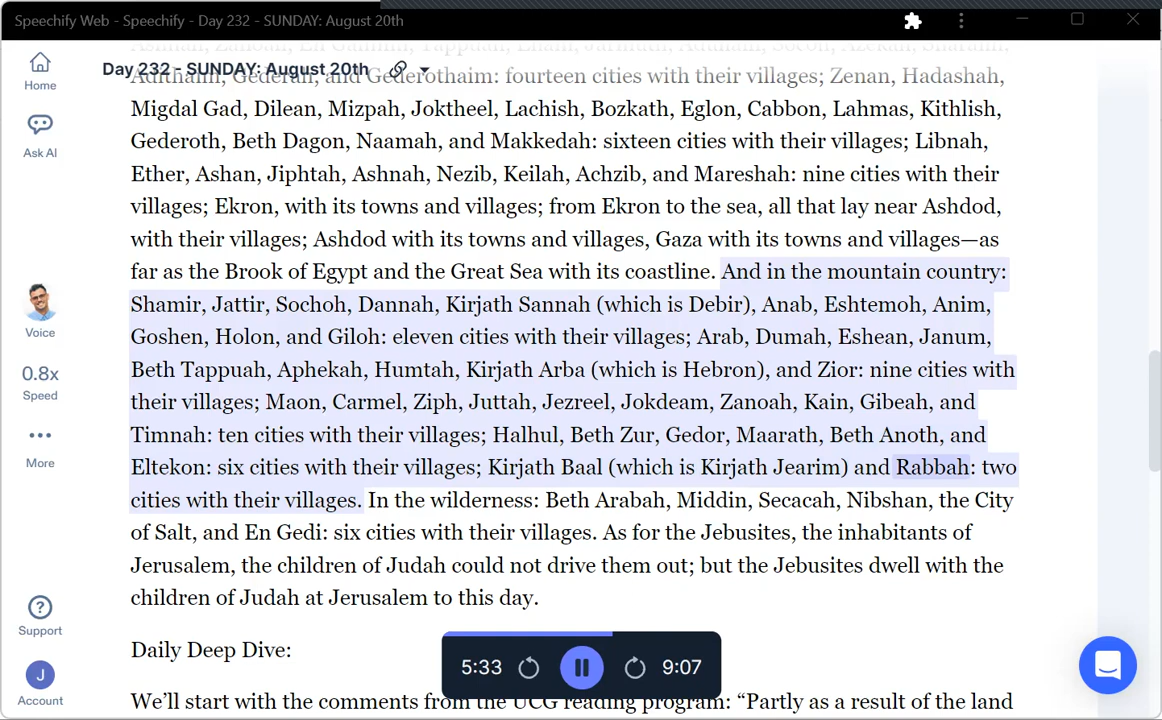 Speechify Web - Speechify - Day 232 - SUNDAY: August 20th
Home
Ask AI
Voice
0.8x
Speed
More
Support
J
Account
Day 232 - SUNDAY: August 20th
Adithaim, Gederah, and Gederothaim: fourteen cities with their villages; Zenan, Hadashah,
Migdal Gad, Dilean, Mizpah, Joktheel, Lachish, Bozkath, Eglon, Cabbon, Lahmas, Kithlish,
Gederoth, Beth Dagon, Naamah, and Makkedah: sixteen cities with their villages; Libnah,
Ether, Ashan, Jiphtah, Ashnah, Nezib, Keilah, Achzib, and Mareshah: nine cities with their
villages; Ekron, with its towns and villages; from Ekron to the sea, all that lay near Ashdod,
with their villages; Ashdod with its towns and villages, Gaza with its towns and villages—as
far as the Brook of Egypt and the Great Sea with its coastline. And in the mountain country:
Shamir, Jattir, Sochoh, Dannah, Kirjath Sannah (which is Debir), Anab, Eshtemoh, Anim,
Goshen, Holon, and Giloh: eleven cities with their villages; Arab, Dumah, Eshean, Janum,
Beth Tappuah, Aphekah, Humtah, Kirjath Arba (which is Hebron), and Zior: nine cities with
their villages; Maon, Carmel, Ziph, Juttah, Jezreel, Jokdeam, Zanoah, Kain, Gibeah, and
Timnah: ten cities with their villages; Halhul, Beth Zur, Gedor, Maarath, Beth Anoth, and
Eltekon: six cities with their villages; Kirjath Baal (which is Kirjath Jearim) and Rabbah: two
cities with their villages. In the wilderness: Beth Arabah, Middin, Secacah, Nibshan, the City
of Salt, and En Gedi: six cities with their villages. As for the Jebusites, the inhabitants of
Jerusalem, the children of Judah could not drive them out; but the Jebusites dwell with the
children of Judah at Jerusalem to this day.
Daily Deep Dive:
5:33
9:07
We'll start with the comments from the UCG reading program: "Partly as a result of the land